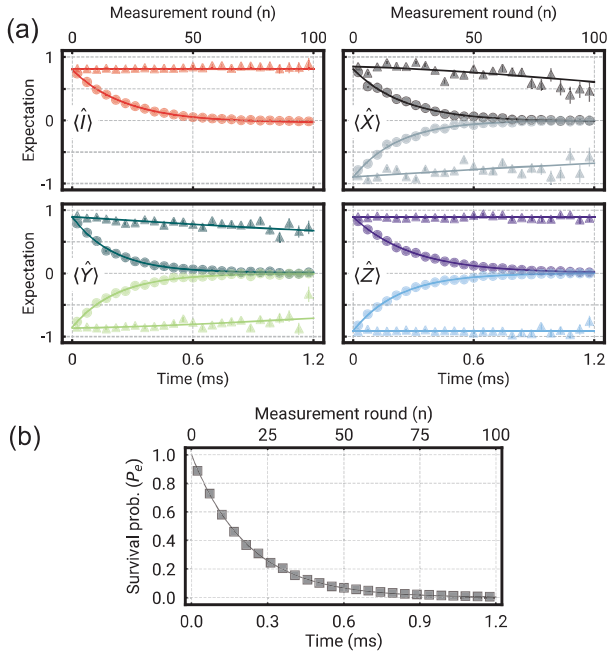 Measurement round (n)
Measurement round (n)
(a)
0 50 100
0 50 100
Expectation
1
0
-1
⟨Î⟩
⟨X̂⟩
Expectation
1
0
-1
⟨Ŷ⟩
⟨Ẑ⟩
0 0.6 1.2
0 0.6 1.2
Time (ms)
Time (ms)
(b)
Measurement round (n)
0 25 50 75 100
Survival prob. (Pₑ)
1.0
0.8
0.6
0.4
0.2
0.0
0.0 0.3 0.6 0.9 1.2
Time (ms)